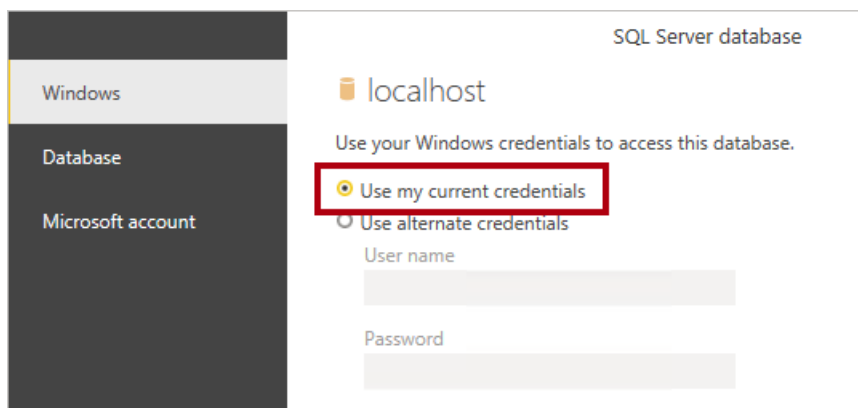 SQL Server database
Windows
Database
Microsoft account
localhost
Use your Windows credentials to access this database.
Use my current credentials
Use alternate credentials
User name
Password